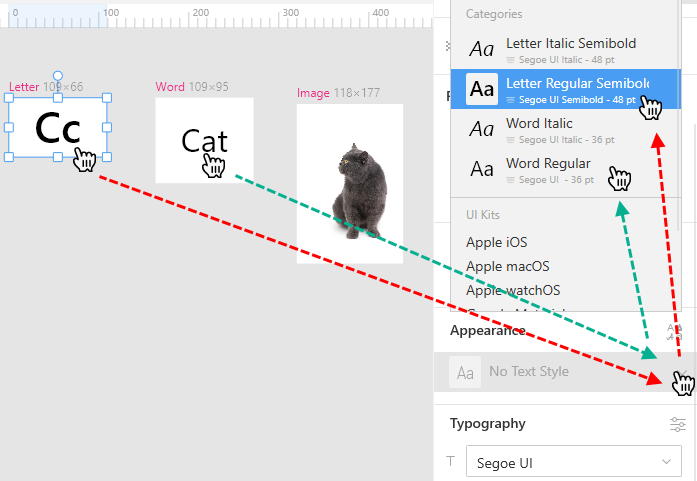 0 100 200 300 400
Letter 109×66
Cc
Word 109×95
Cat
Image 118×177
Categories
Aa Letter Italic Semibold
Segoe UI Italic - 48 pt
Aa Letter Regular Semibold
Segoe UI Semibold - 48 pt
Aa Word Italic
Segoe UI Italic - 36 pt
Aa Word Regular
Segoe UI - 36 pt
UI Kits
Apple iOS
Apple macOS
Apple watchOS
Appearance
Aa No Text Style
Typography
T Segoe UI